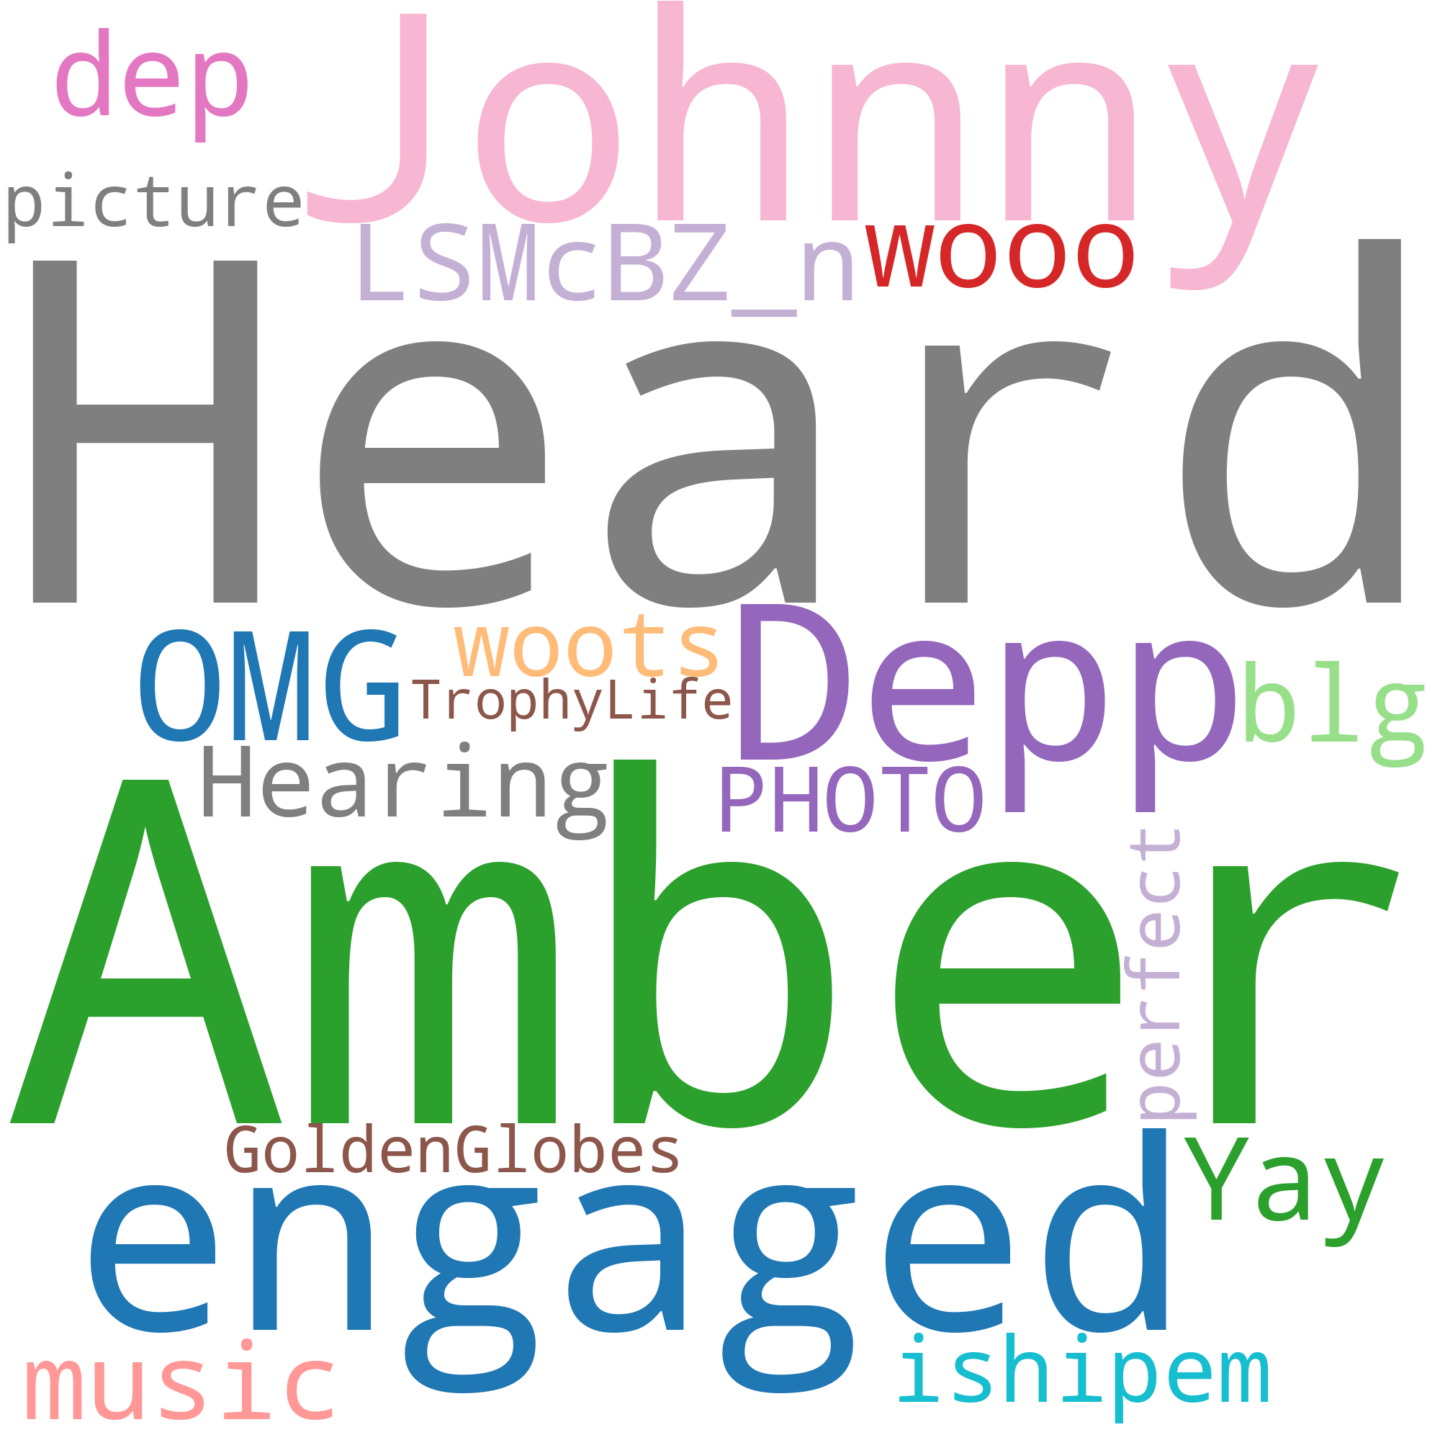 dep
Johnny
picture
LSMcBZ_n
wooo
Heard
OMG
woots
Depp
TrophyLife
blg
Hearing
PHOTO
Amber
perfect
GoldenGlobes
engaged
Yay
music
ishipem